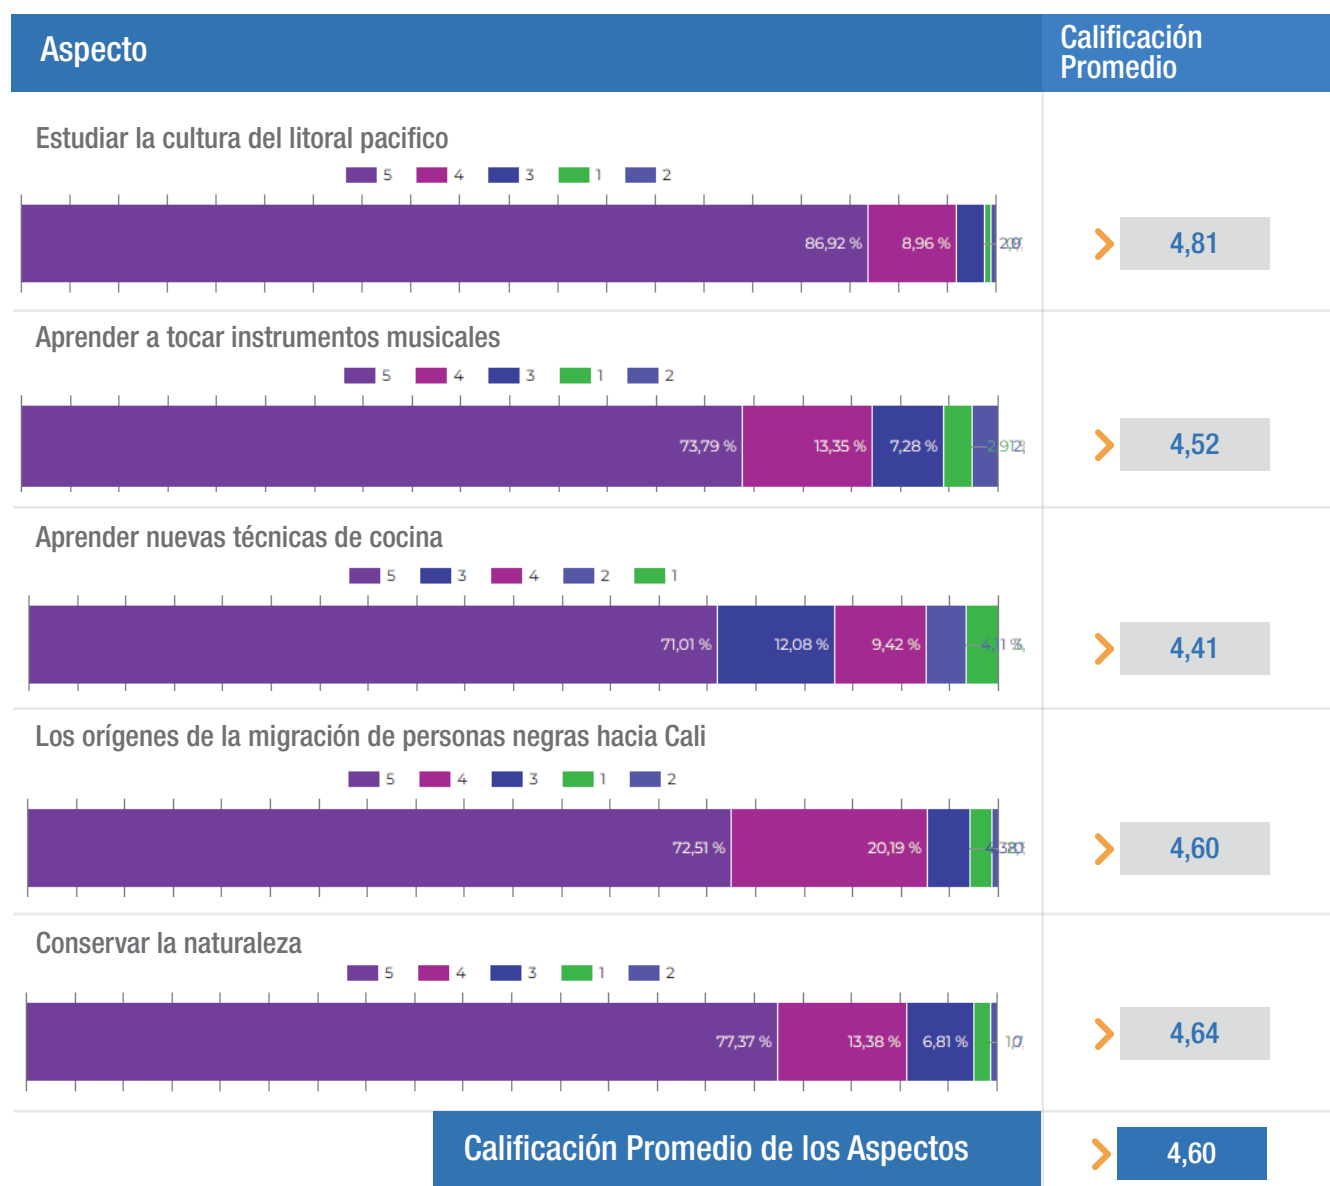 Aspecto
Calificación
Promedio
Estudiar la cultura del litoral pacifico
5 4 3 1 2
86,92 % 8,96 %
4,81
Aprender a tocar instrumentos musicales
5 4 3 1 2
73,79 % 13,35 % 7,28 %
4,52
Aprender nuevas técnicas de cocina
5 3 4 2 1
71,01 % 12,08 % 9,42 % 4,11 %
4,41
Los orígenes de la migración de personas negras hacia Cali
5 4 3 1 2
72,51 % 20,19 %
4,60
Conservar la naturaleza
5 4 3 1 2
77,37 % 13,38 % 6,81 %
4,64
Calificación Promedio de los Aspectos
4,60